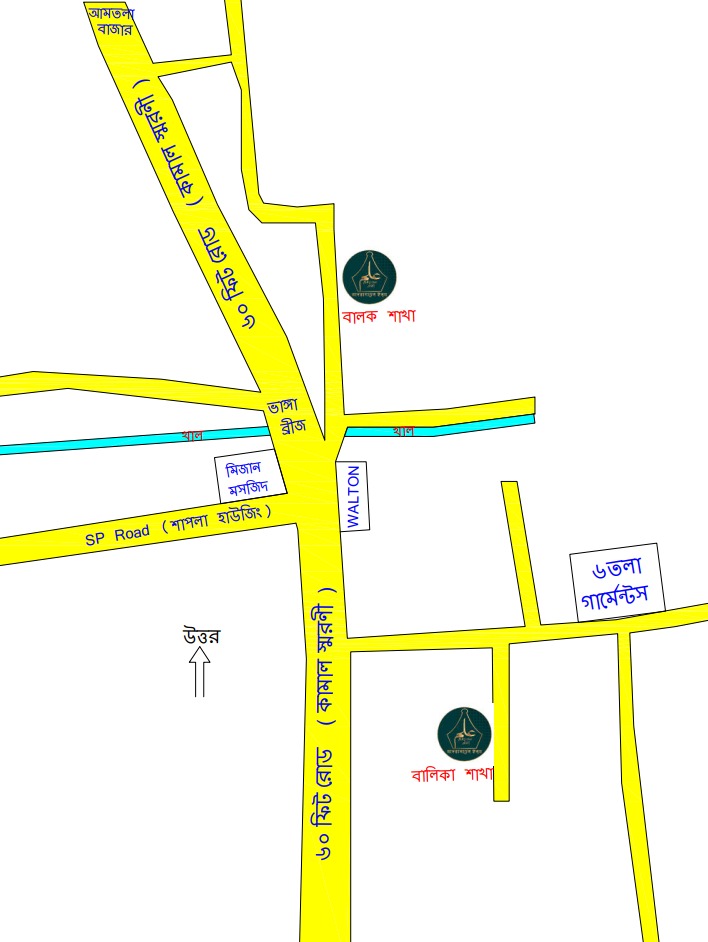 আমতলা
বাজার
৬০ ফিট রোড ( কামাল স্মরণী )
বালক শাখা
ভাঙ্গা
ব্রীজ
খাল
খাল
মিজান
মসজিদ
WALTON
SP Road (শাপলা হাউজিং)
৬তলা
গার্মেন্টস
উত্তর
৬০ ফিট রোড ( কামাল স্মরণী )
বালিকা শাখা